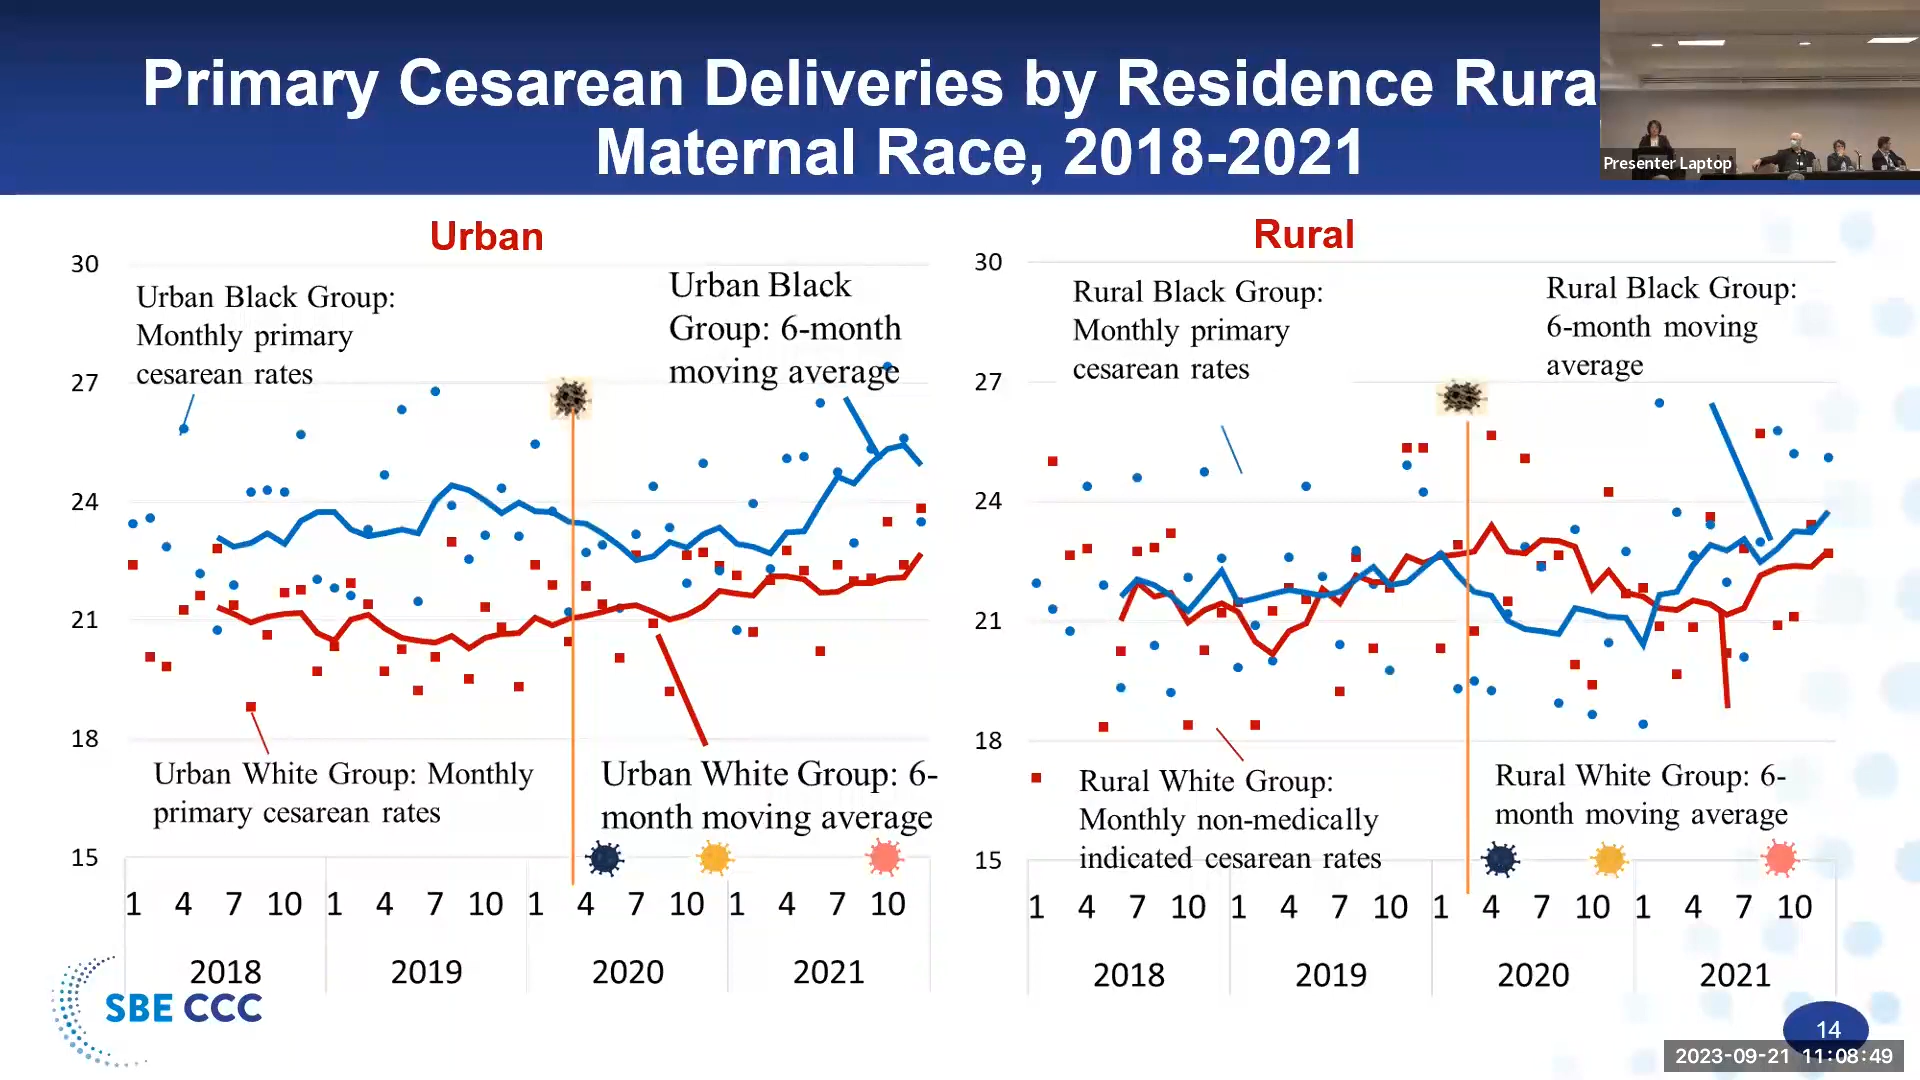 Primary Cesarean Deliveries by Residence Rura
Maternal Race, 2018-2021
Presenter Laptop
Urban
30
27
24
21
18
15
Urban Black Group:
Monthly primary
cesarean rates
Urban Black
Group: 6-month
moving average
Urban White Group: Monthly
primary cesarean rates
Urban White Group: 6-
month moving average
1 4 7 10 1 4 7 10 1 4 7 10 1 4 7 10
2018 2019 2020 2021
Rural
30
27
24
21
18
15
Rural Black Group:
Monthly primary
cesarean rates
Rural Black Group:
6-month moving
average
Rural White Group:
Monthly non-medically
indicated cesarean rates
Rural White Group: 6-
month moving average
1 4 7 10 1 4 7 10 1 4 7 10 1 4 7 10
2018 2019 2020 2021
SBE CCC
14
2023-09-21 11:08:49